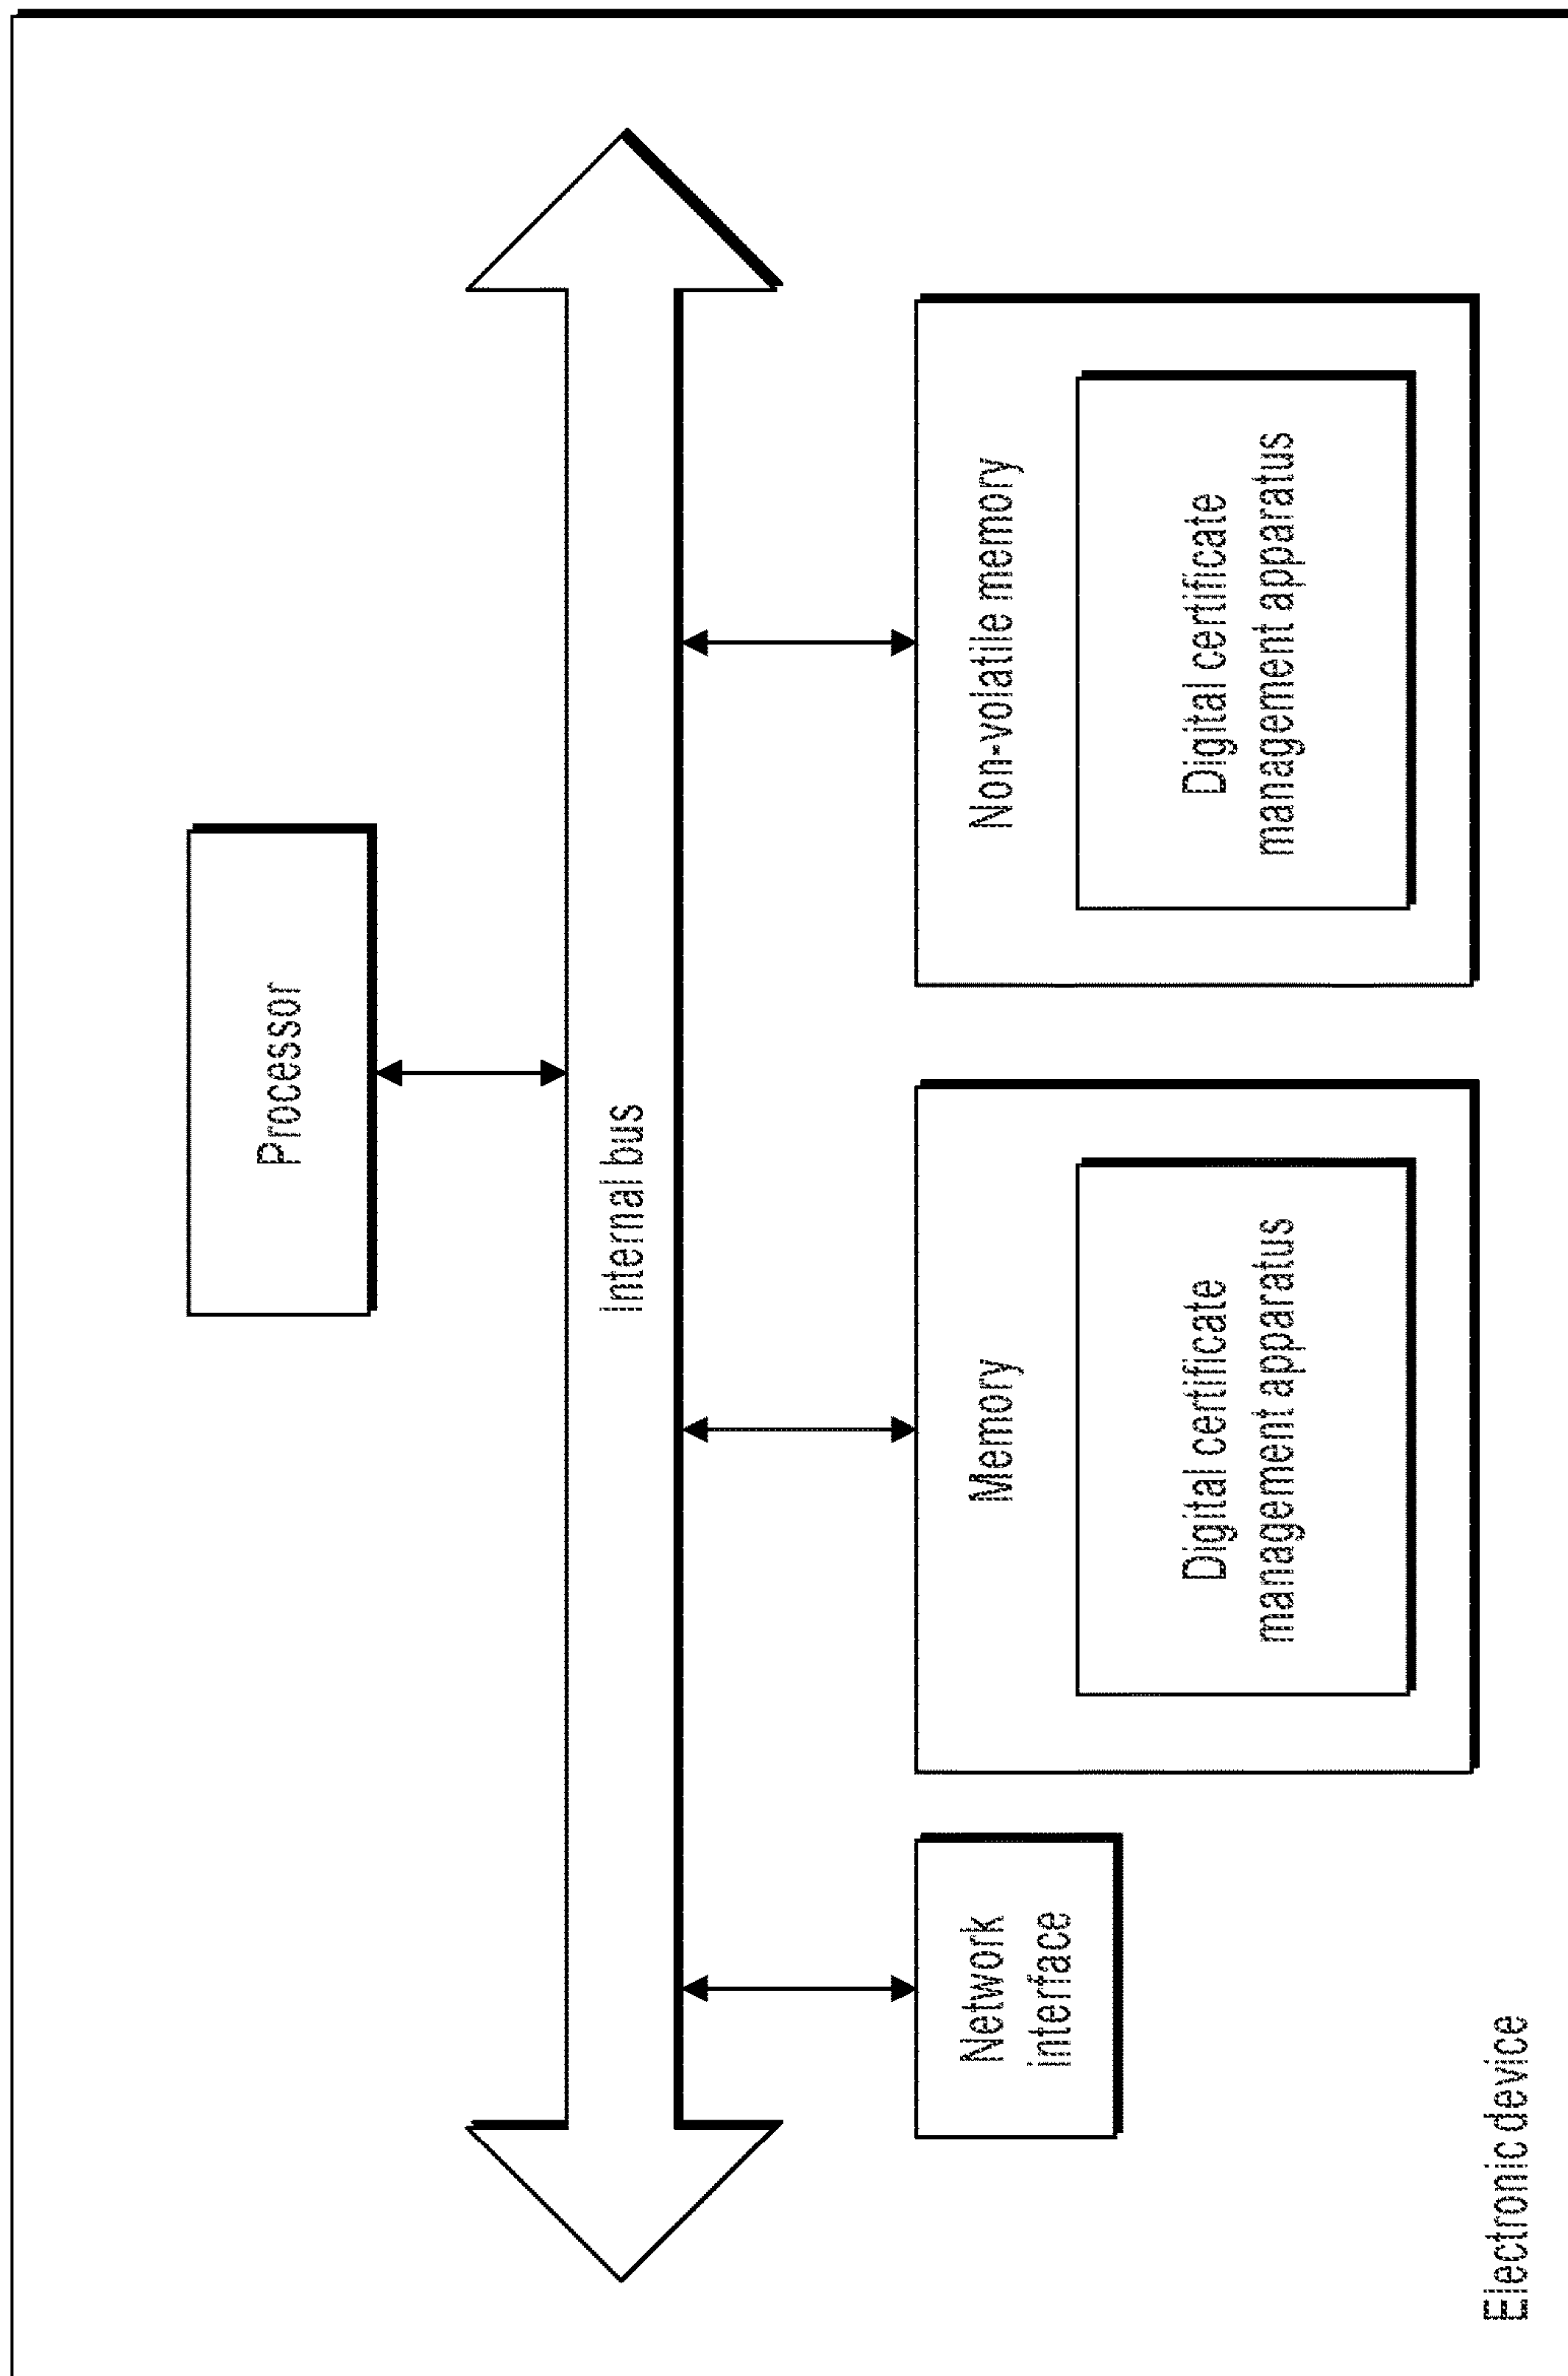 Processor
Internal bus
Network
interface
Memory
Digital certificate
management apparatus
Non-volatile memory
Digital certificate
management apparatus
Electronic device